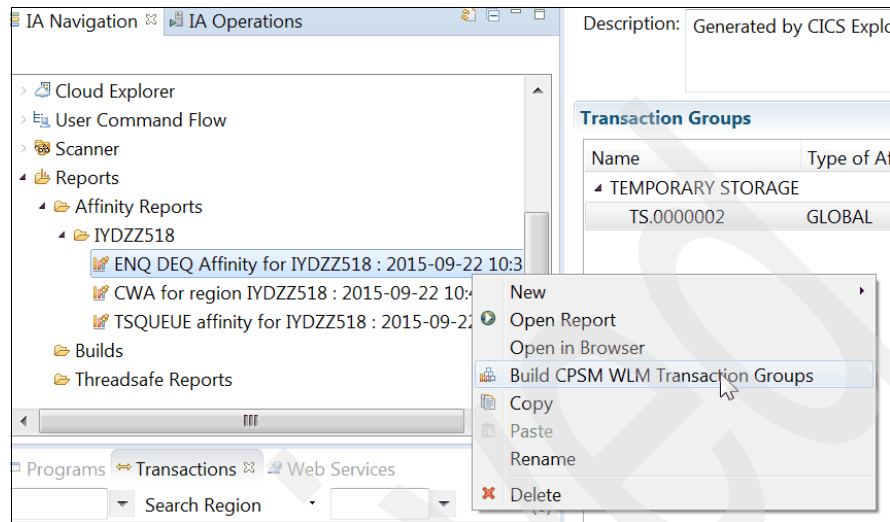 IA Navigation IA Operations
Cloud Explorer
User Command Flow
Scanner
Reports
Affinity Reports
IYDZZ518
ENQ DEQ Affinity for IYDZZ518 : 2015-09-22 10:3
CWA for region IYDZZ518 : 2015-09-22 10:4
TSQUEUE affinity for IYDZZ518 : 2015-09-22
Builds
Threadsafe Reports
Programs Transactions Web Services
Search Region
Description: Generated by CICS Explo
Transaction Groups
Name Type of Af
TEMPORARY STORAGE
TS.0000002 GLOBAL
New
Open Report
Open in Browser
Build CPSM WLM Transaction Groups
Copy
Paste
Rename
Delete